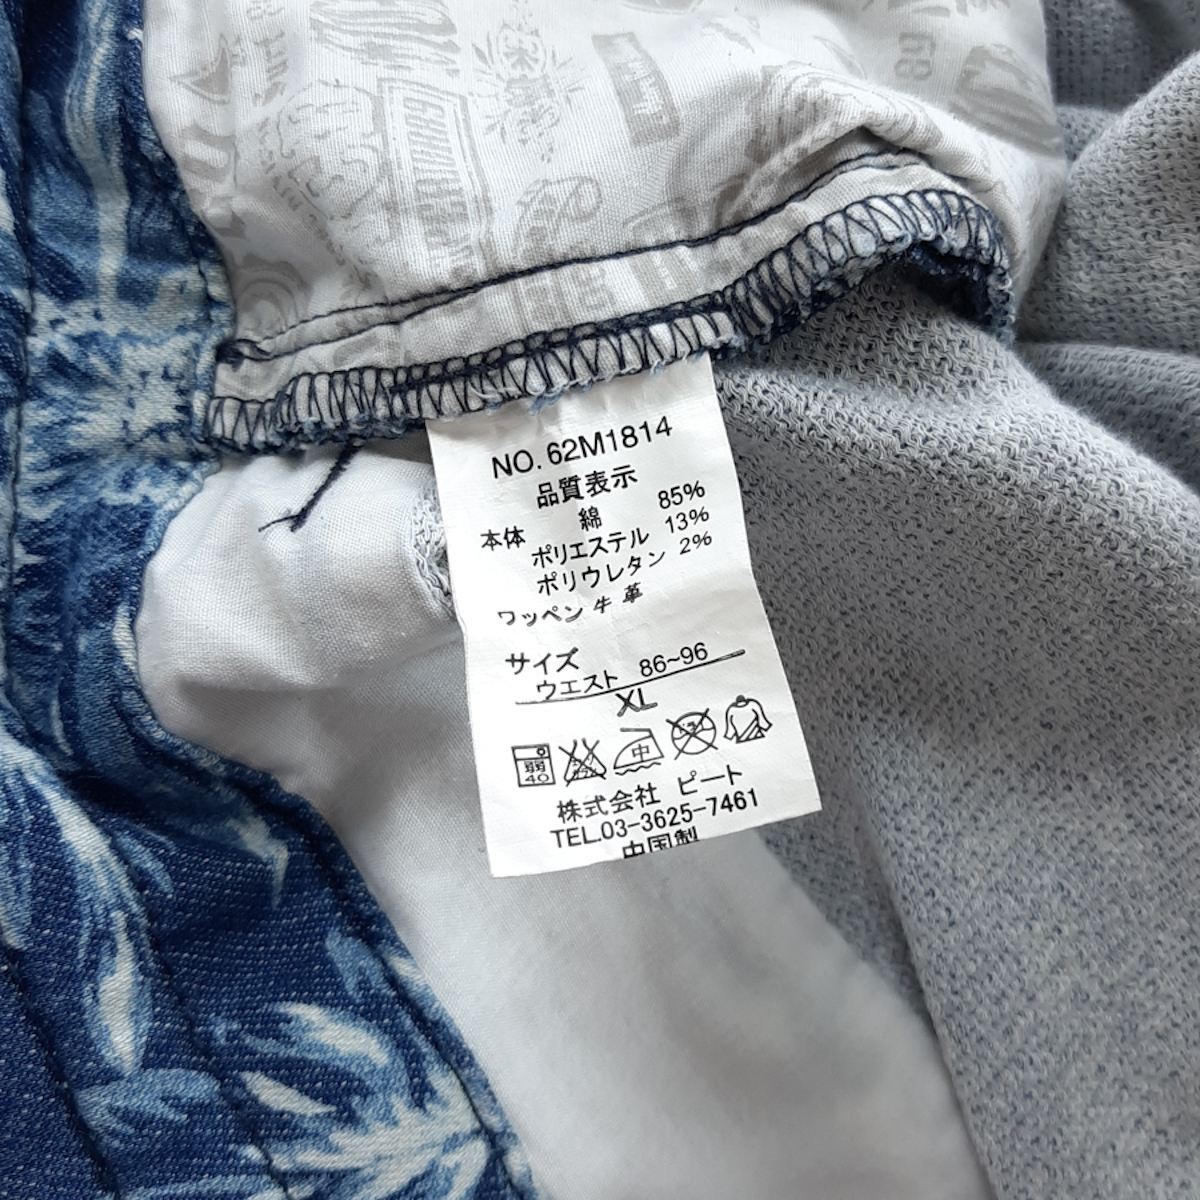 NO. 62M1814
品質表示
本体 綿 85%
ポリエステル 13%
ポリウレタン 2%
ワッペン 牛革
サイズ
ウエスト 86~96
XL
弱 40 中
株式会社 ピート
TEL.03-3625-7461
中国製